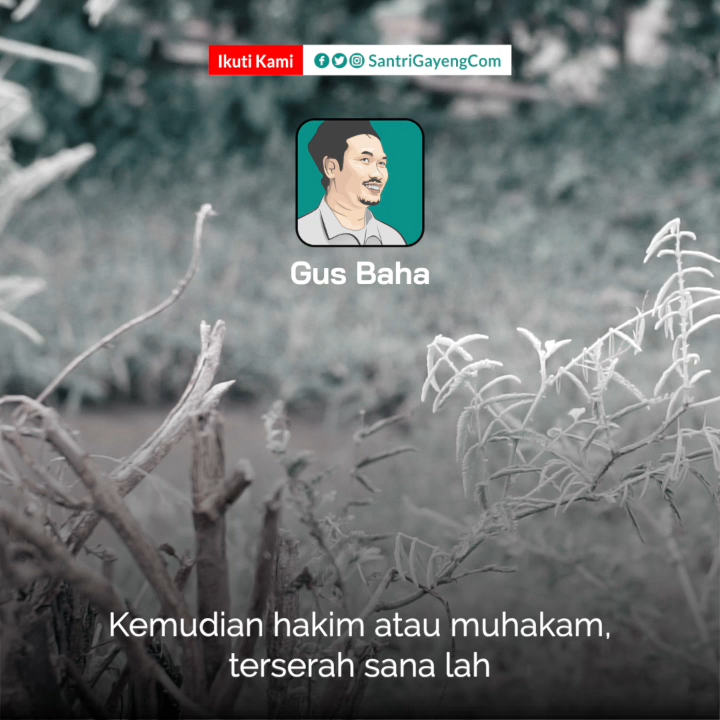 Ikuti Kami SantriGayengCom
Gus Baha
Kemudian hakim atau muhakam,
terserah sana lah